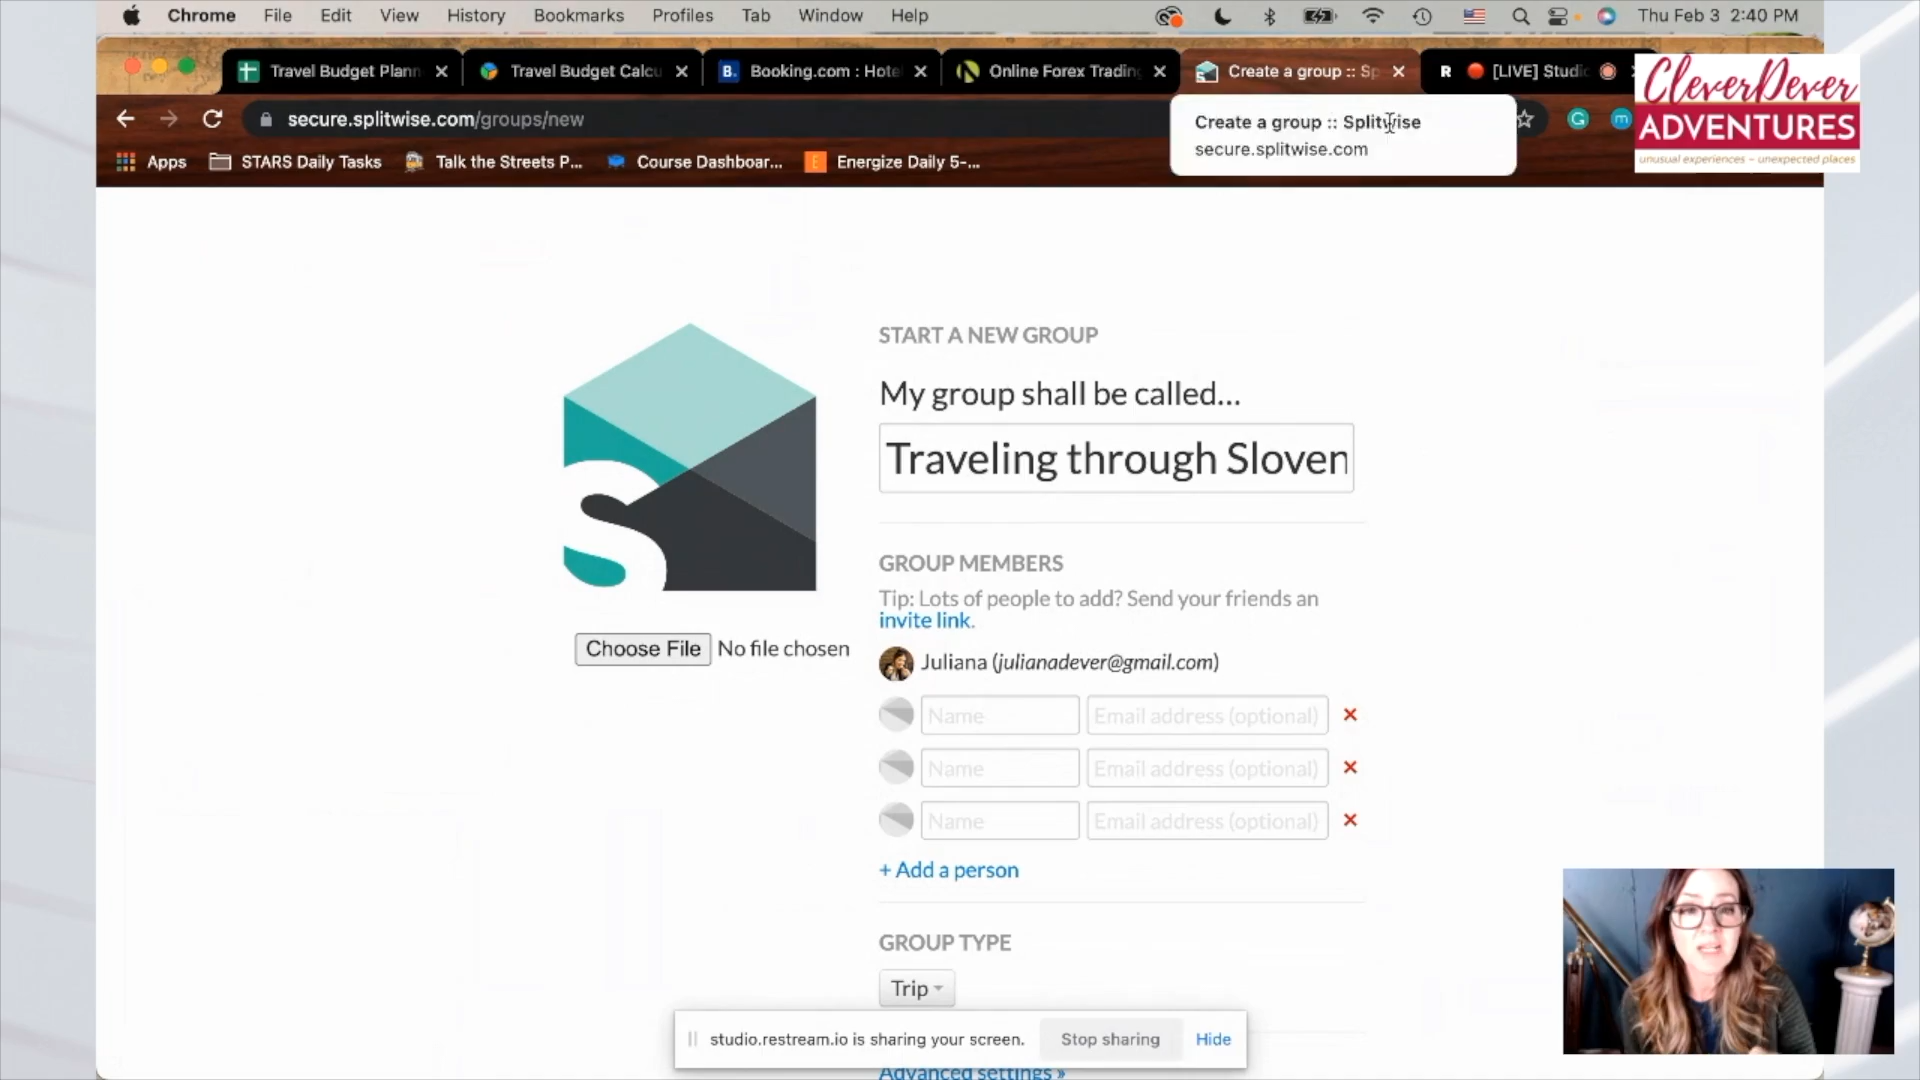 Chrome File Edit View History Bookmarks Profiles Tab Window Help Thu Feb 3 2:40 PM
Travel Budget Plann Travel Budget Calcu B. Booking.com : Hote Online Forex Trading Create a group :: Sp R [LIVE] Studio
secure.splitwise.com/groups/new
Create a group :: Splitwise
secure.splitwise.com
CleverDever
ADVENTURES
unusual experiences ~ unexpected places
Apps STARS Daily Tasks Talk the Streets P... Course Dashboar... E Energize Daily 5-...
START A NEW GROUP
My group shall be called...
Traveling through Sloven
S
GROUP MEMBERS
Tip: Lots of people to add? Send your friends an
invite link.
Choose File No file chosen
Juliana (julianadever@gmail.com)
Name Email address (optional)
Name Email address (optional)
Name Email address (optional)
+ Add a person
GROUP TYPE
Trip
studio.restream.io is sharing your screen. Stop sharing Hide
Advanced settings »